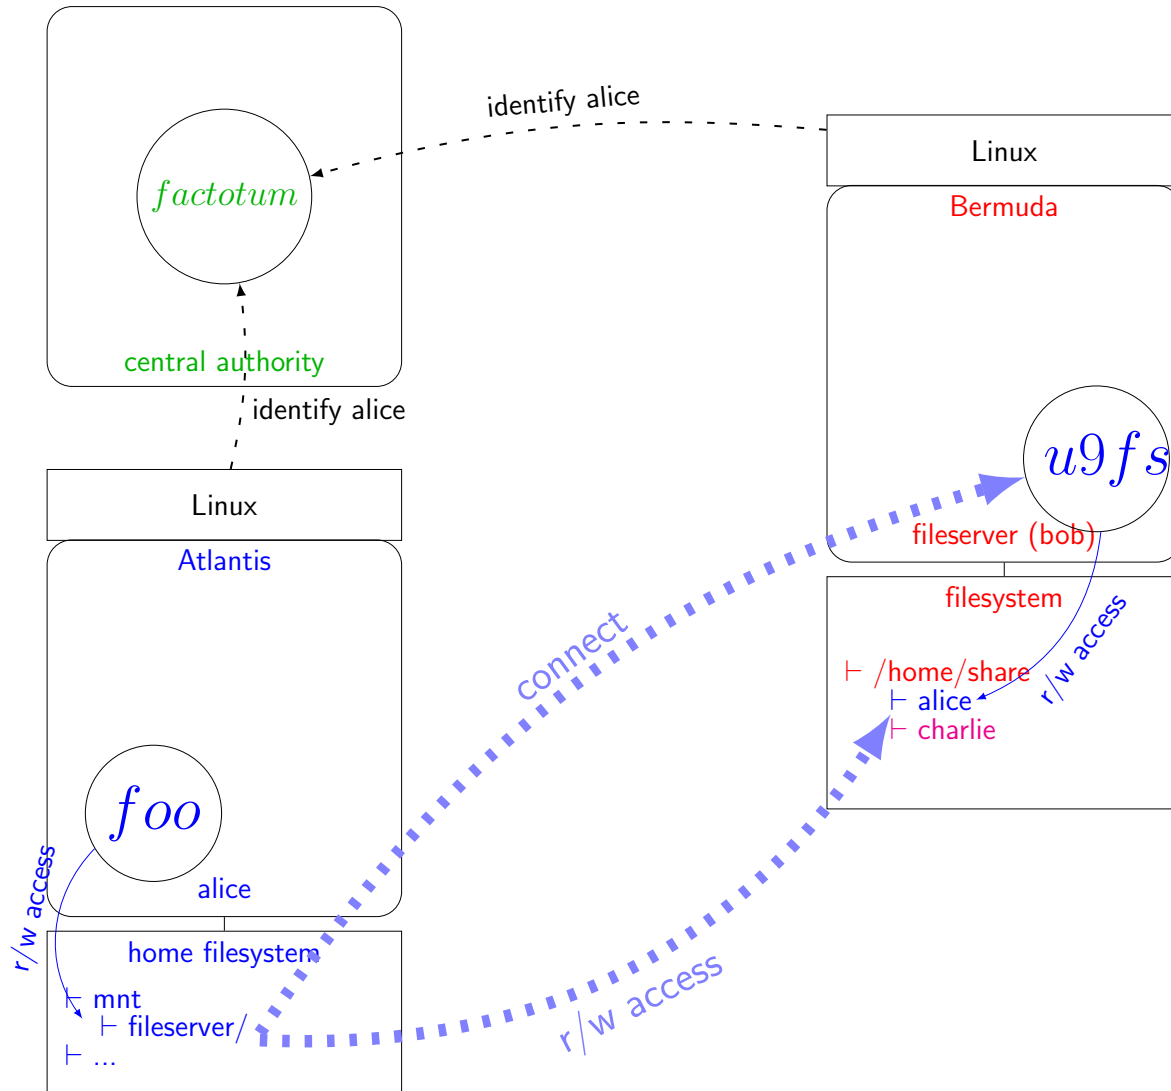 identify alice
Linux
factotum
Bermuda
central authority
identify alice
u9fs
Linux
fileserver (bob)
Atlantis
filesystem
connect
r/w access
⊢ /home/share
⊢ alice
⊢ charlie
foo
r/w access
alice
home filesystem
r/w access
⊢ mnt
⊢ fileserver/
⊢ ...